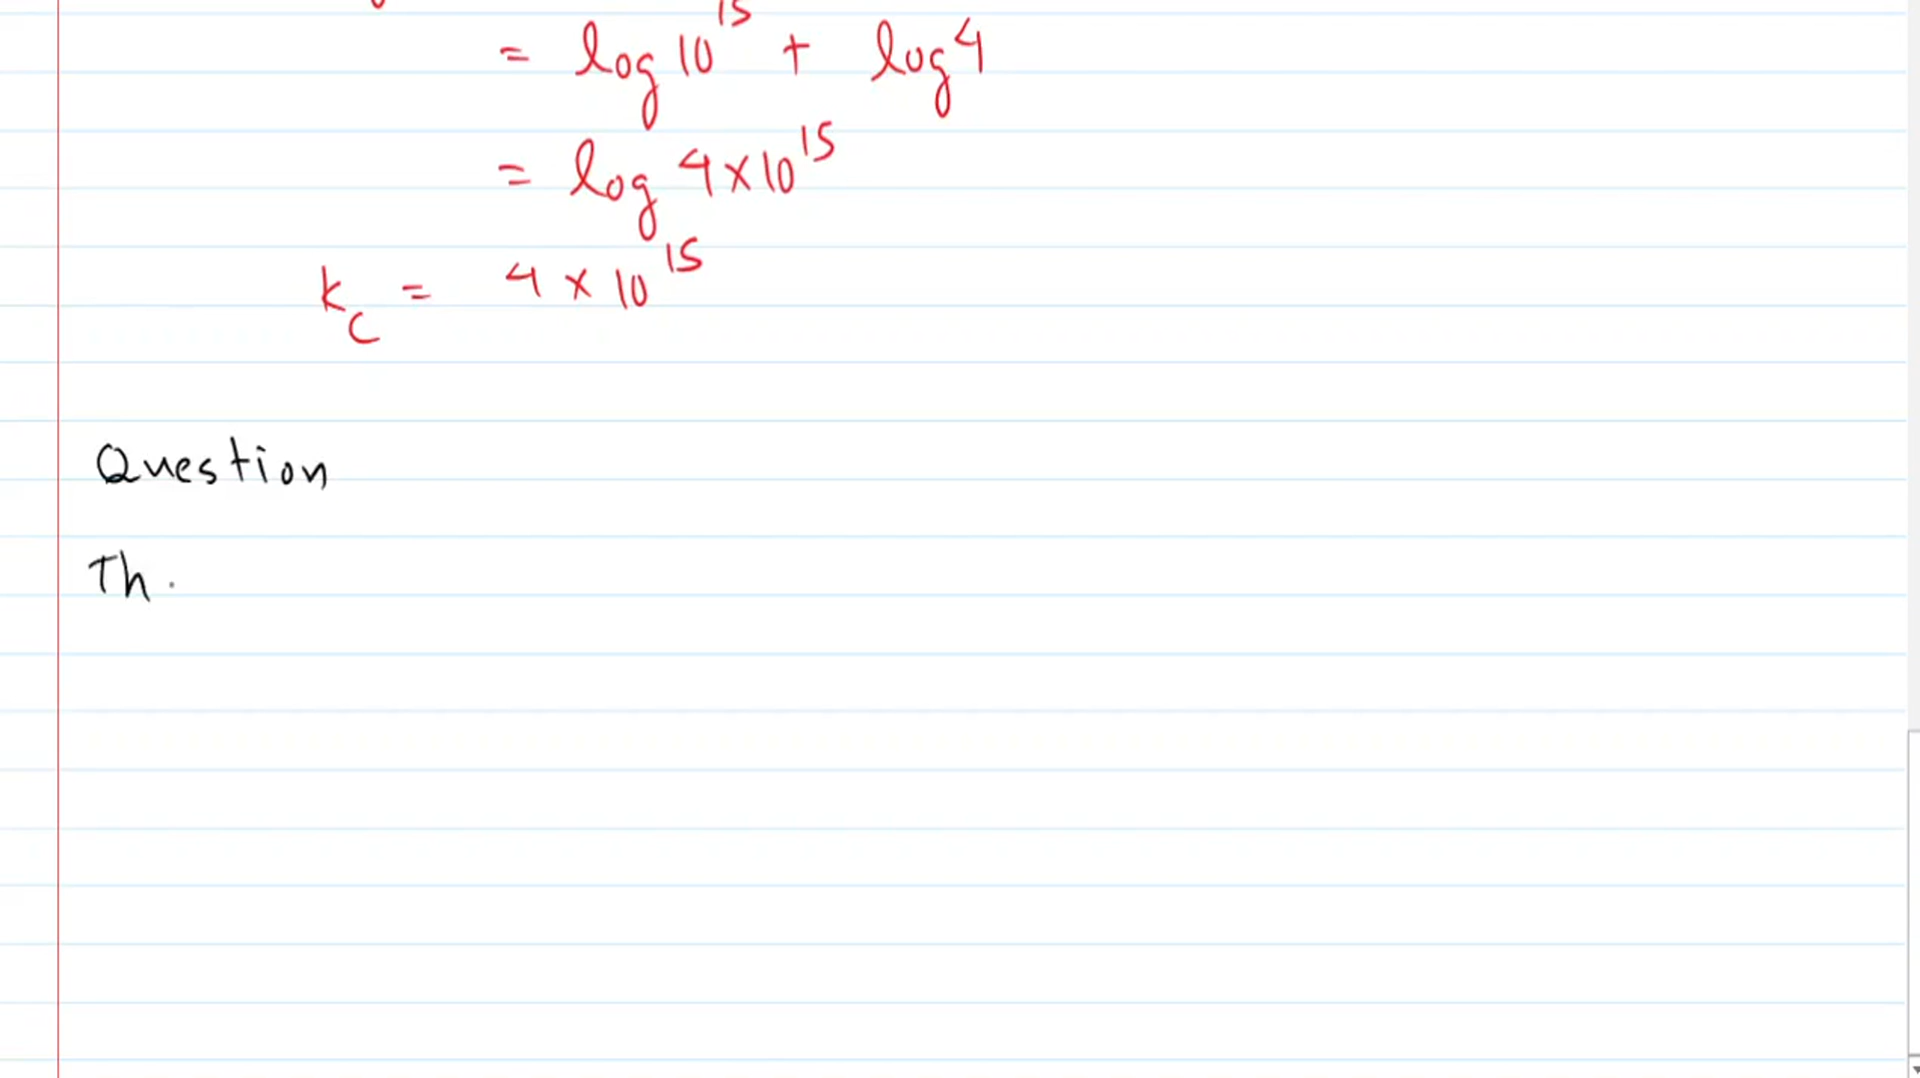 = log 10^15 + log 4
= log 4 × 10^15
k_c = 4 × 10^15
Question
Th